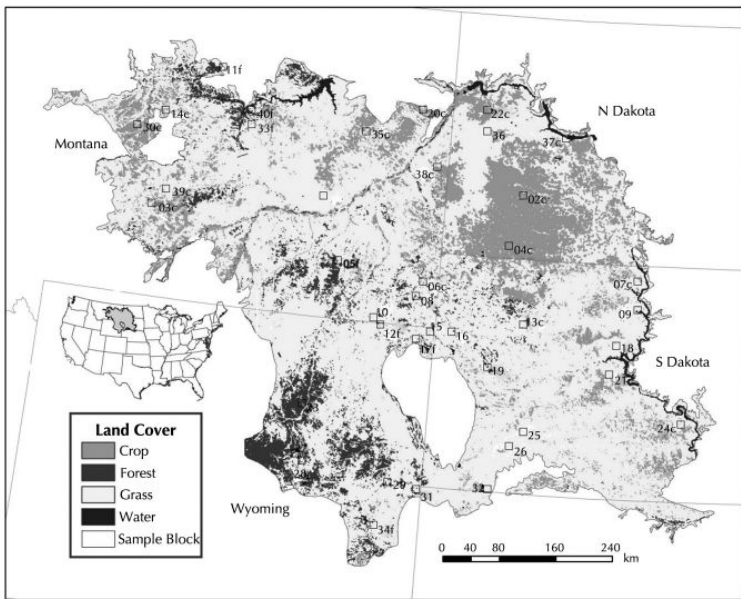 11f
14c
40f
30c
33f
20c
22c
N Dakota
Montana
35c
36
37c
38c
39c
03c
02c
04c
05f
06c
08
07c
09
10
12f
15
16
13c
17f
18
19
S Dakota
21
24c
25
26
29
31
32
Wyoming
34f
Land Cover
Crop
Forest
Grass
Water
Sample Block
0 40 80 160 240
km